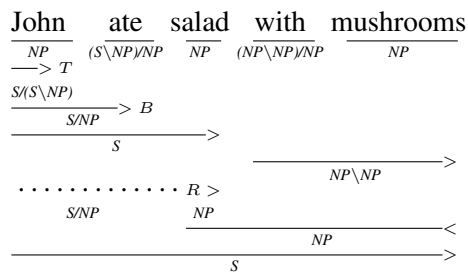 John ate salad with mushrooms
NP (S\NP)/NP NP (NP\NP)/NP NP
> T
S/(S\NP)
> B
S/NP
>
S
>
NP\NP
R >
S/NP NP
<
NP
>
S